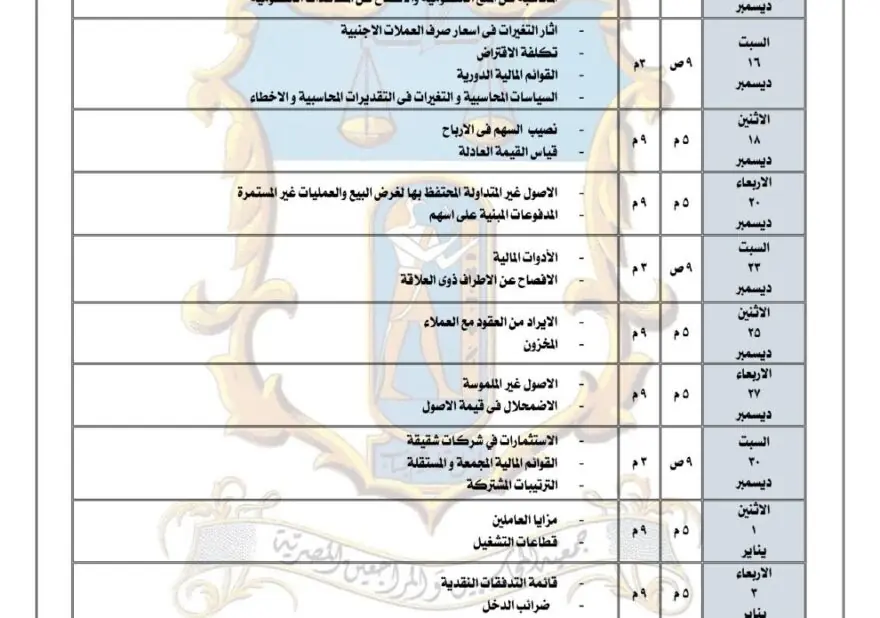 ديسمبر
السبت
١٦
ديسمبر
٩ ص
٣ م
- اثار التغيرات فى اسعار صرف العملات الاجنبية
- تكلفة الاقتراض
- القوائم المالية الدورية
- السياسات المحاسبية و التغيرات فى التقديرات المحاسبية و الاخطاء
الاثنين
١٨
ديسمبر
٥ م
٩ م
- نصيب السهم فى الارباح
- قياس القيمة العادلة
الاربعاء
٢٠
ديسمبر
٥ م
٩ م
- الاصول غير المتداولة المحتفظ بها لغرض البيع والعمليات غير المستمرة
- المدفوعات المبنية على اسهم
السبت
٢٣
ديسمبر
٩ ص
٣ م
- الأدوات المالية
- الافصاح عن الاطراف ذوى العلاقة
الاثنين
٢٥
ديسمبر
٥ م
٩ م
- الايراد من العقود مع العملاء
- المخزون
الاربعاء
٢٧
ديسمبر
٥ م
٩ م
- الاصول غير الملموسة
- الاضمحلال فى قيمة الاصول
السبت
٣٠
ديسمبر
٩ ص
٣ م
- الاستثمارات في شركات شقيقة
- القوائم المالية المجمعة و المستقلة
- الترتيبات المشتركة
الاثنين
١
يناير
٥ م
٩ م
- مزايا العاملين
- قطاعات التشغيل
الاربعاء
٣
يناير
٥ م
٩ م
- قائمة التدفقات النقدية
- ضرائب الدخل
جمعية المحاسبين و المراجعين المصرية